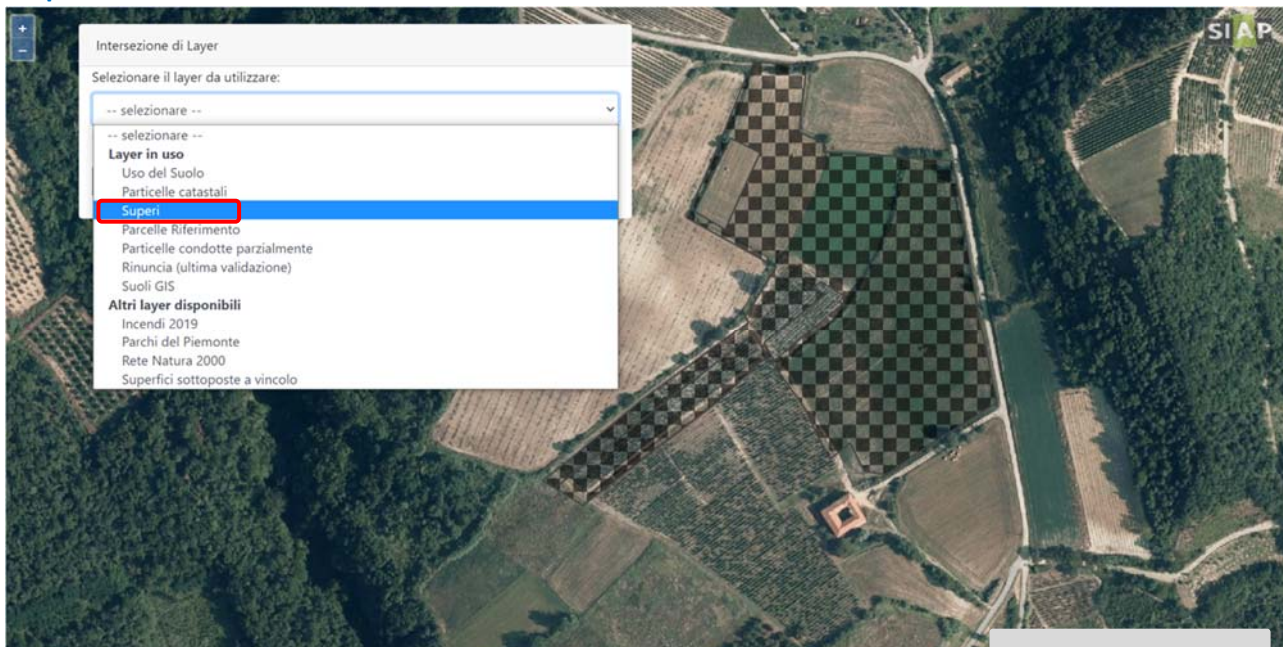 +
-
SIAP
Intersezione di Layer
Selezionare il layer da utilizzare:
-- selezionare --
-- selezionare --
Layer in uso
Uso del Suolo
Particelle catastali
Superi
Parcelle Riferimento
Particelle condotte parzialmente
Rinuncia (ultima validazione)
Suoli GIS
Altri layer disponibili
Incendi 2019
Parchi del Piemonte
Rete Natura 2000
Superfici sottoposte a vincolo